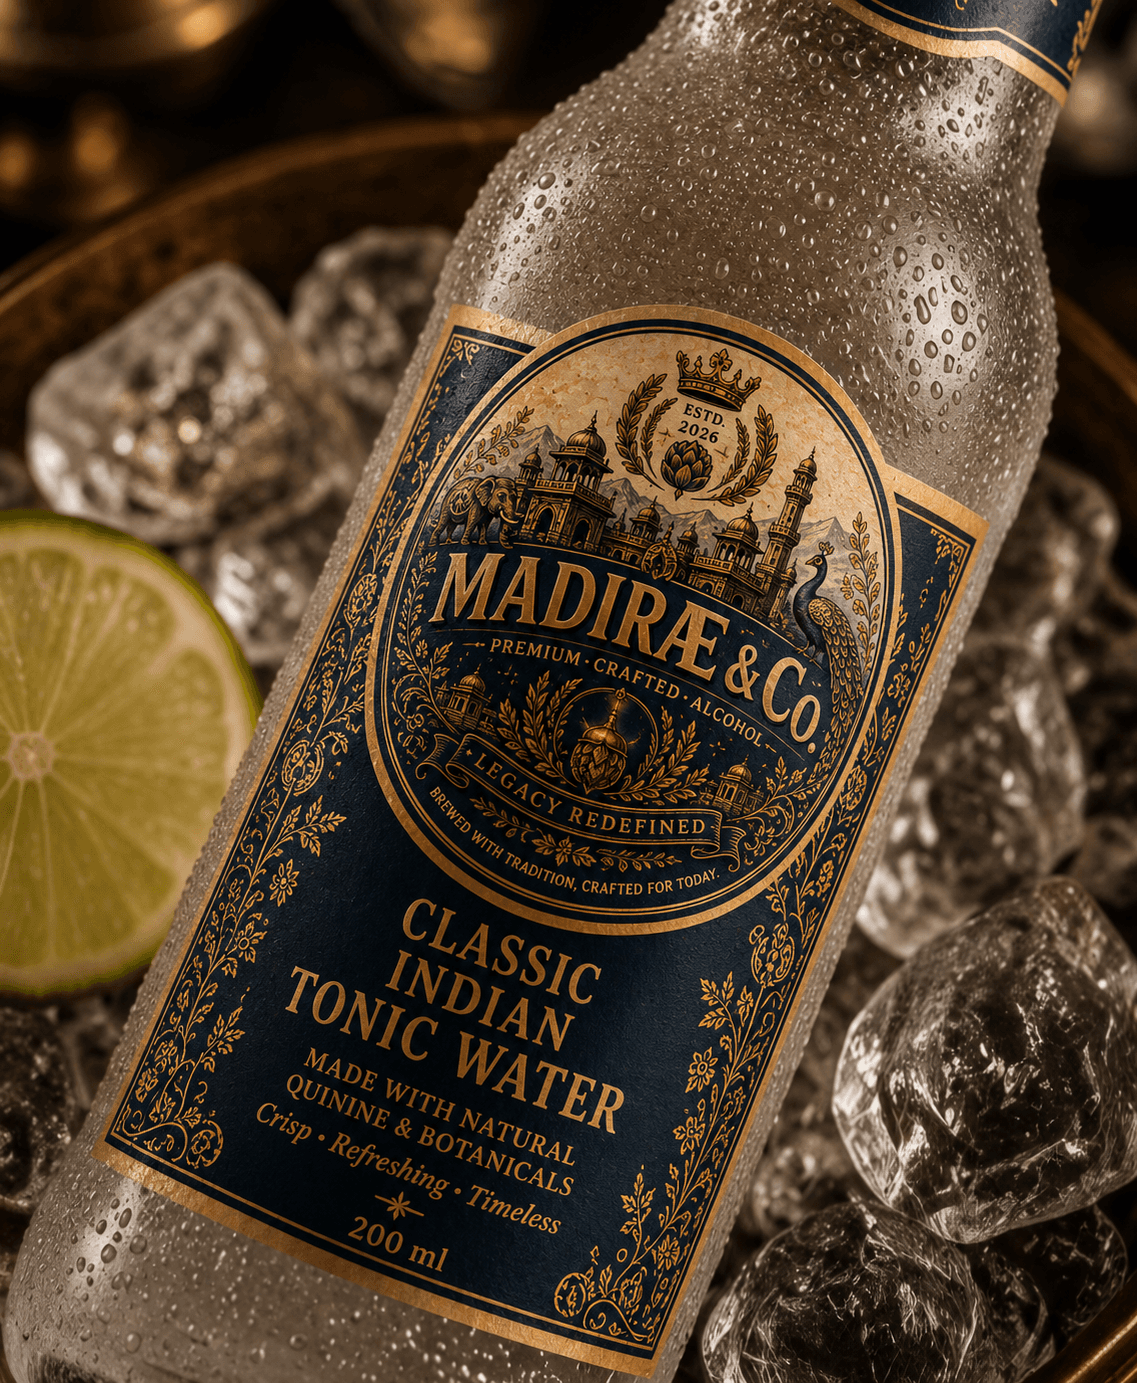 ESTD.
2026
MADIRÆ & Co.
PREMIUM · CRAFTED · ALCOHOL
LEGACY REDEFINED
BREWED WITH TRADITION, CRAFTED FOR TODAY.
CLASSIC
INDIAN
TONIC WATER
MADE WITH NATURAL
QUININE & BOTANICALS
Crisp · Refreshing · Timeless
200 ml